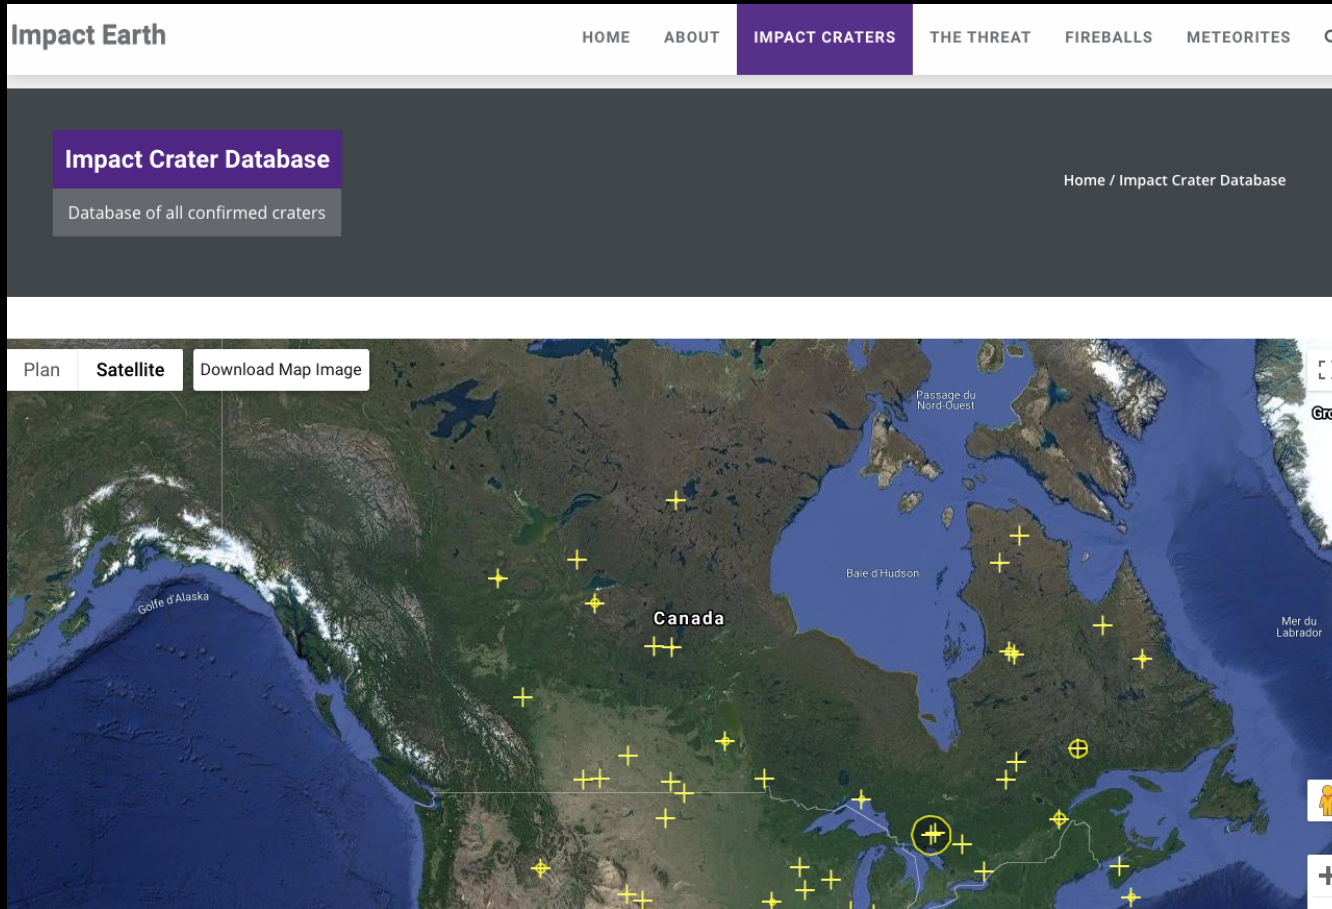 Impact Earth
HOME ABOUT IMPACT CRATERS THE THREAT FIREBALLS METEORITES
Impact Crater Database
Home / Impact Crater Database
Database of all confirmed craters
Plan Satellite Download Map Image
Passage du
Nord-Ouest
Gro
Baie d'Hudson
Golfe d'Alaska
Canada
Mer du
Labrador